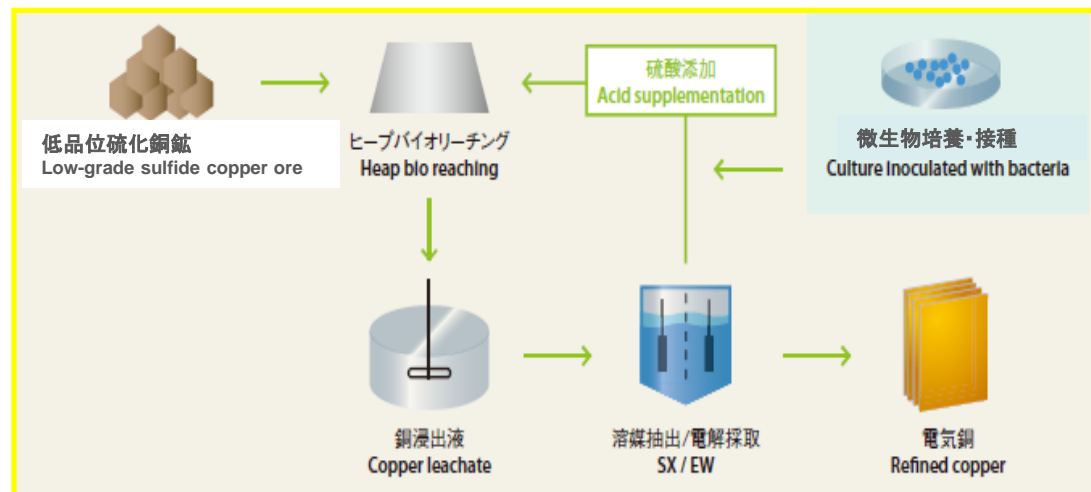 低品位硫化銅鉱
Low-grade sulfide copper ore
ヒープバイオリーチング
Heap bio reaching
硫酸添加
Acid supplementation
微生物培養・接種
Culture inoculated with bacteria
銅浸出液
Copper leachate
溶媒抽出/電解採取
SX / EW
電気銅
Refined copper